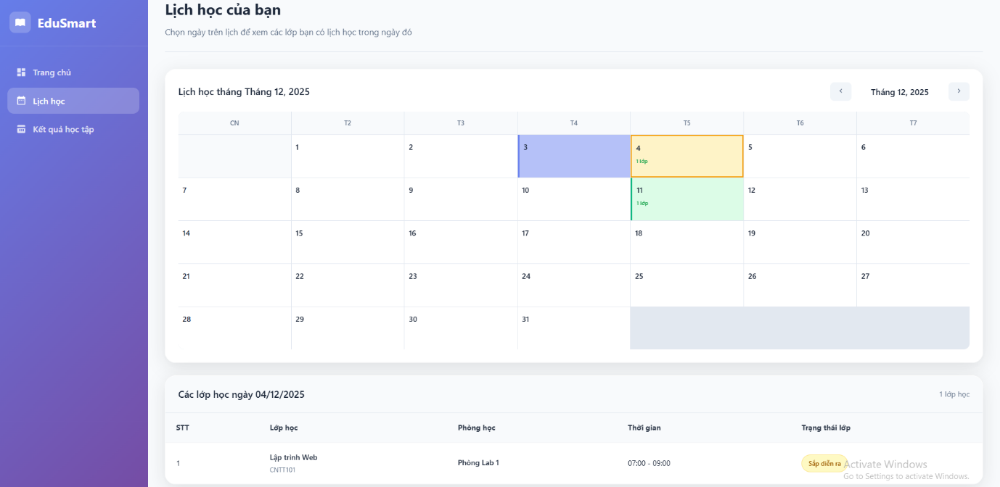 EduSmart
Trang chủ
Lịch học
Kết quả học tập
Lịch học của bạn
Chọn ngày trên lịch để xem các lớp bạn có lịch học trong ngày đó
Lịch học tháng Tháng 12, 2025
Tháng 12, 2025
CN T2 T3 T4 T5 T6 T7
1 2 3 4 5 6
1 lớp
7 8 9 10 11 12 13
1 lớp
14 15 16 17 18 19 20
21 22 23 24 25 26 27
28 29 30 31
Các lớp học ngày 04/12/2025
1 lớp học
STT Lớp học Phòng học Thời gian Trạng thái lớp
1 Lập trình Web Phòng Lab 1 07:00 - 09:00 Sắp diễn ra
CNTT101
Activate Windows
Go to Settings to activate Windows.